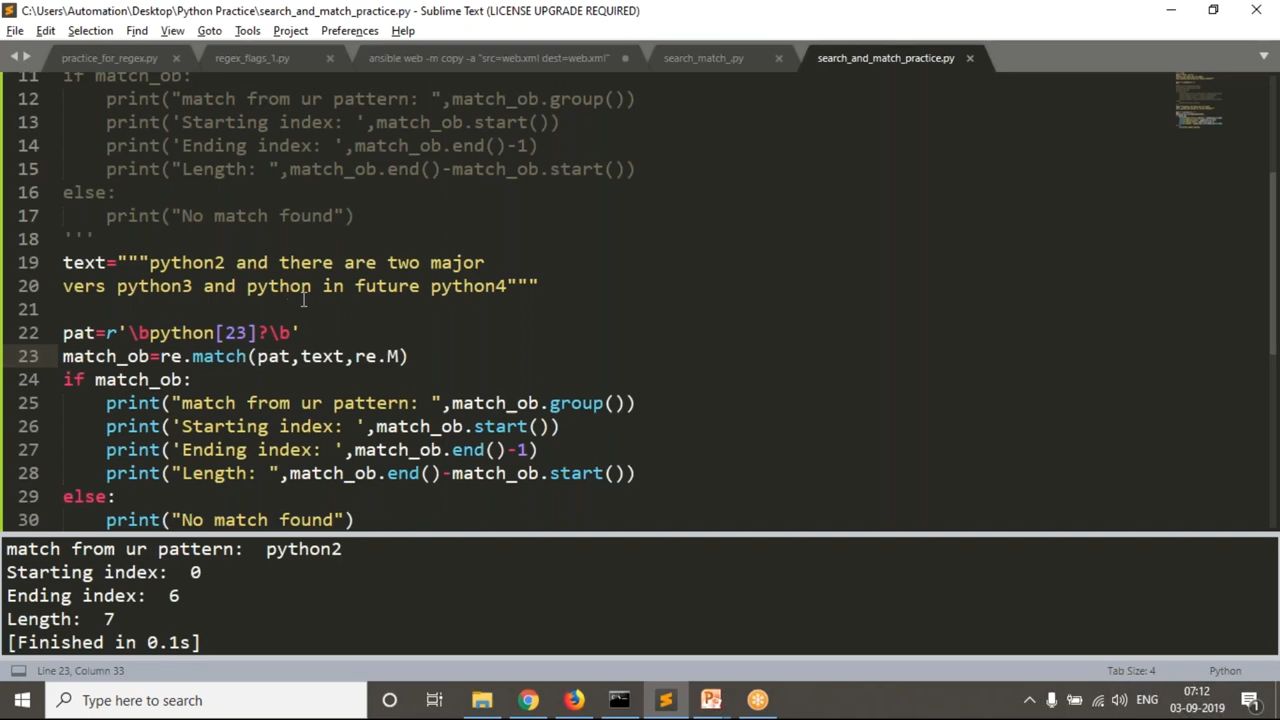 C:\Users\Automation\Desktop\Python Practice\search_and_match_practice.py - Sublime Text (LICENSE UPGRADE REQUIRED)
File Edit Selection Find View Goto Tools Project Preferences Help
practice_for_regex.py regex_flags_1.py ansible web -m copy -a "src=web.xml dest=web.xml" search_match_.py search_and_match_practice.py
11 if match_ob:
12     print("match from ur pattern: ",match_ob.group())
13     print('Starting index: ',match_ob.start())
14     print('Ending index: ',match_ob.end()-1)
15     print("Length: ",match_ob.end()-match_ob.start())
16 else:
17     print("No match found")
18 '''
19 text="""python2 and there are two major
20 vers python3 and python in future python4"""
21
22 pat=r'\bpython[23]?\b'
23 match_ob=re.match(pat,text,re.M)
24 if match_ob:
25     print("match from ur pattern: ",match_ob.group())
26     print('Starting index: ',match_ob.start())
27     print('Ending index: ',match_ob.end()-1)
28     print("Length: ",match_ob.end()-match_ob.start())
29 else:
30     print("No match found")
match from ur pattern:  python2
Starting index:  0
Ending index:  6
Length:  7
[Finished in 0.1s]
Line 23, Column 33 Tab Size: 4 Python
Type here to search ENG 07:12
03-09-2019